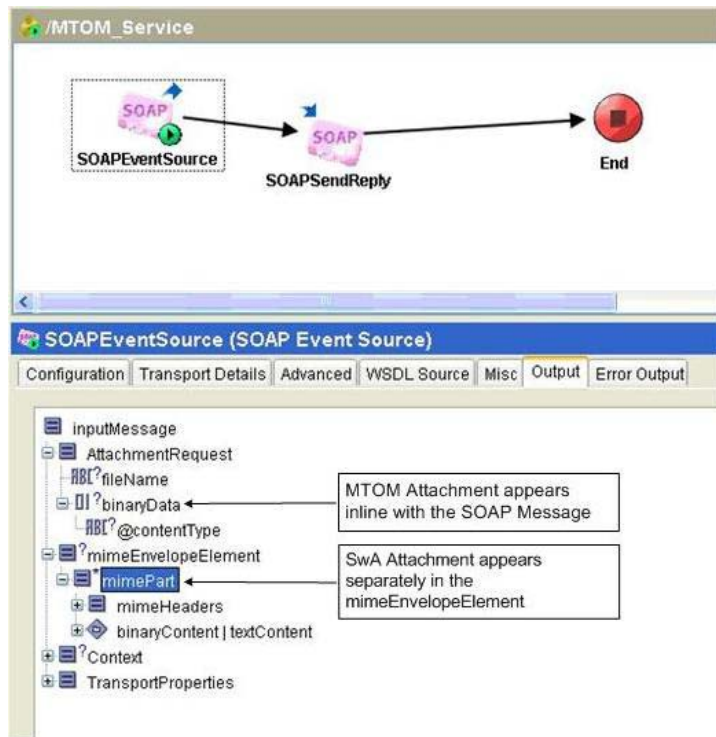 /MTOM_Service
SOAP
SOAPEventSource
SOAP
SOAPSendReply
End
SOAPEventSource (SOAP Event Source)
Configuration Transport Details Advanced WSDL Source Misc Output Error Output
inputMessage
AttachmentRequest
ABC?fileName
?binaryData
MTOM Attachment appears
inline with the SOAP Message
ABC?@contentType
?mimeEnvelopeElement
*mimePart
SwA Attachment appears
separately in the
mimeEnvelopeElement
mimeHeaders
binaryContent | textContent
?Context
TransportProperties